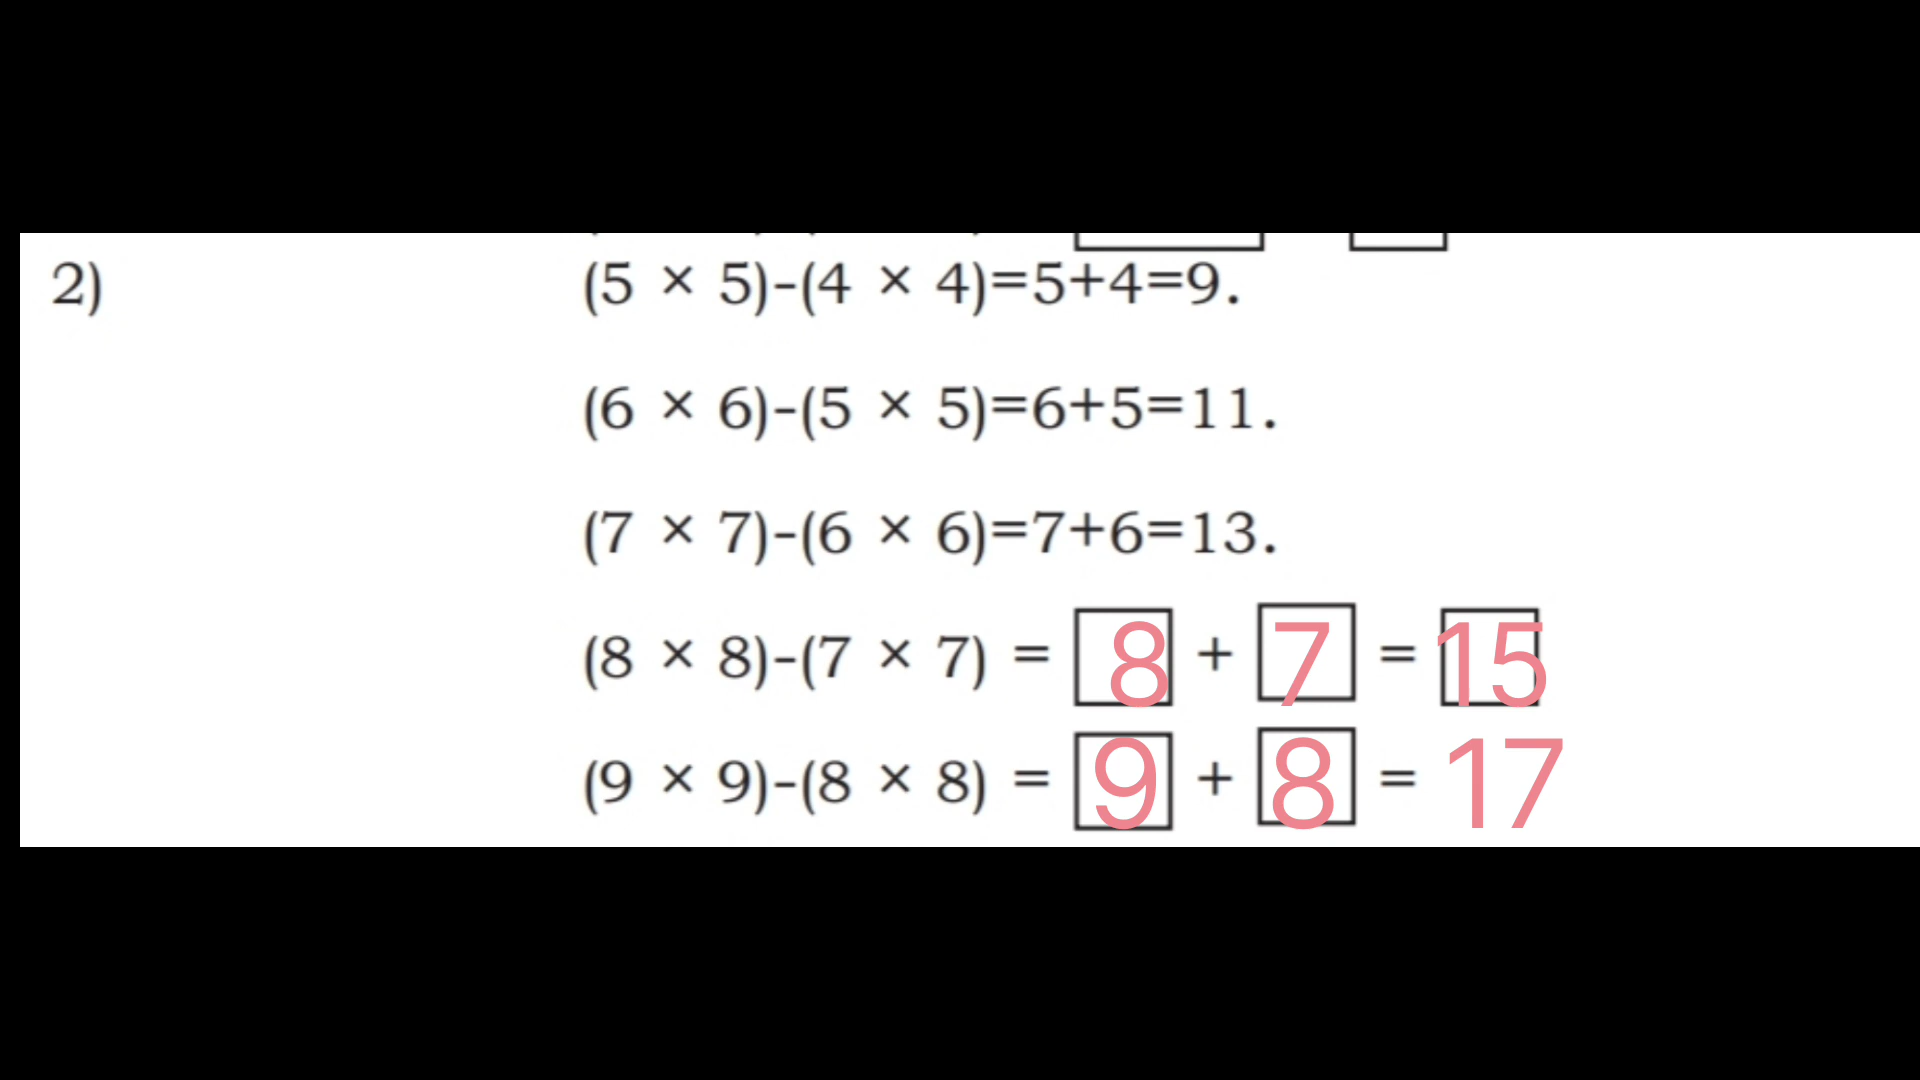 2) (5 × 5)-(4 × 4)=5+4=9.
(6 × 6)-(5 × 5)=6+5=11.
(7 × 7)-(6 × 6)=7+6=13.
(8 × 8)-(7 × 7) = 8 + 7 = 15
(9 × 9)-(8 × 8) = 9 + 8 = 17